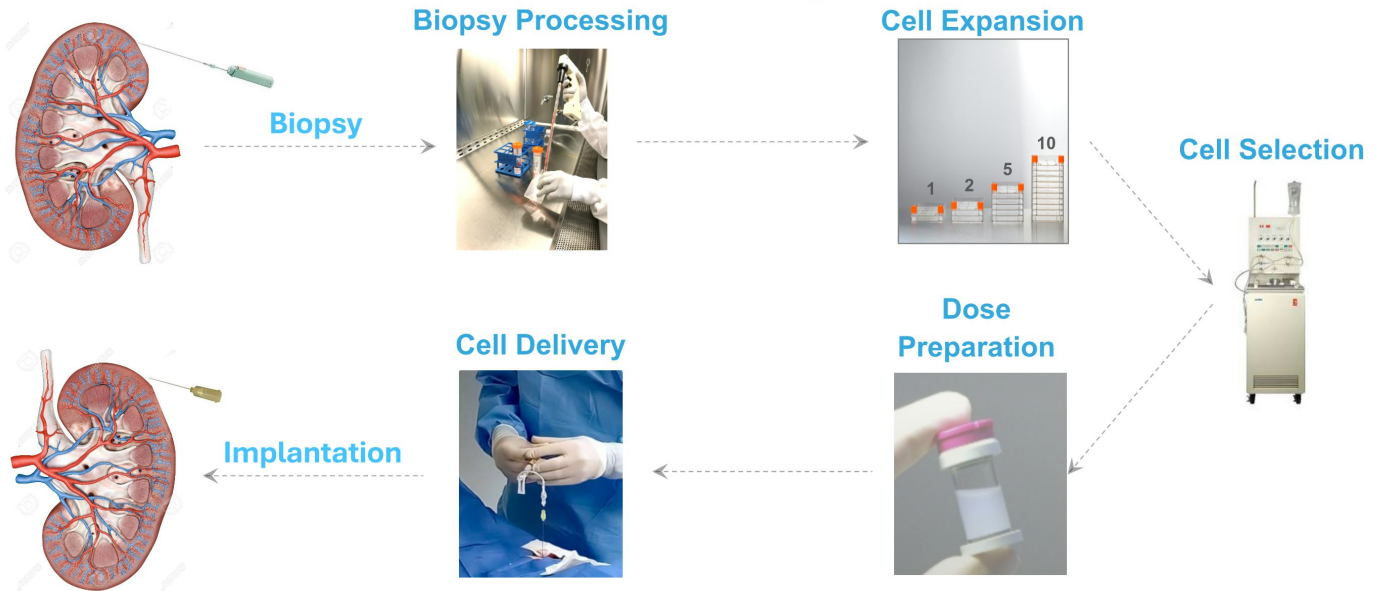 Biopsy Processing
Cell Expansion
Biopsy
1
2
5
10
Cell Selection
Dose
Preparation
Cell Delivery
Implantation